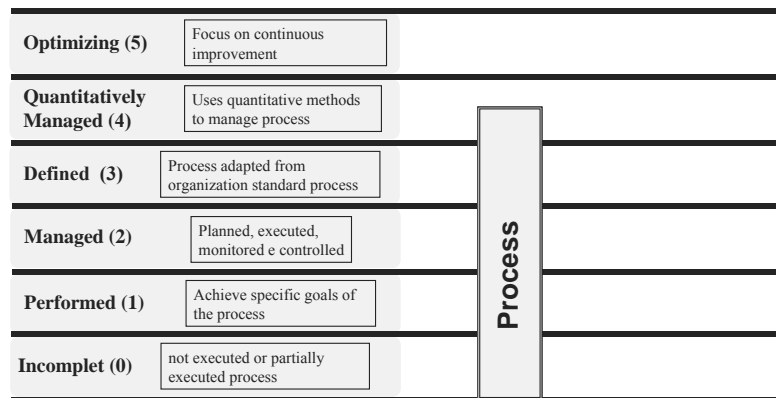 Optimizing (5)
Focus on continuous
improvement
Quantitatively
Managed (4)
Uses quantitative methods
to manage process
Defined (3)
Process adapted from
organization standard process
Managed (2)
Planned, executed,
monitored e controlled
Performed (1)
Achieve specific goals of
the process
Incomplet (0)
not executed or partially
executed process
Process